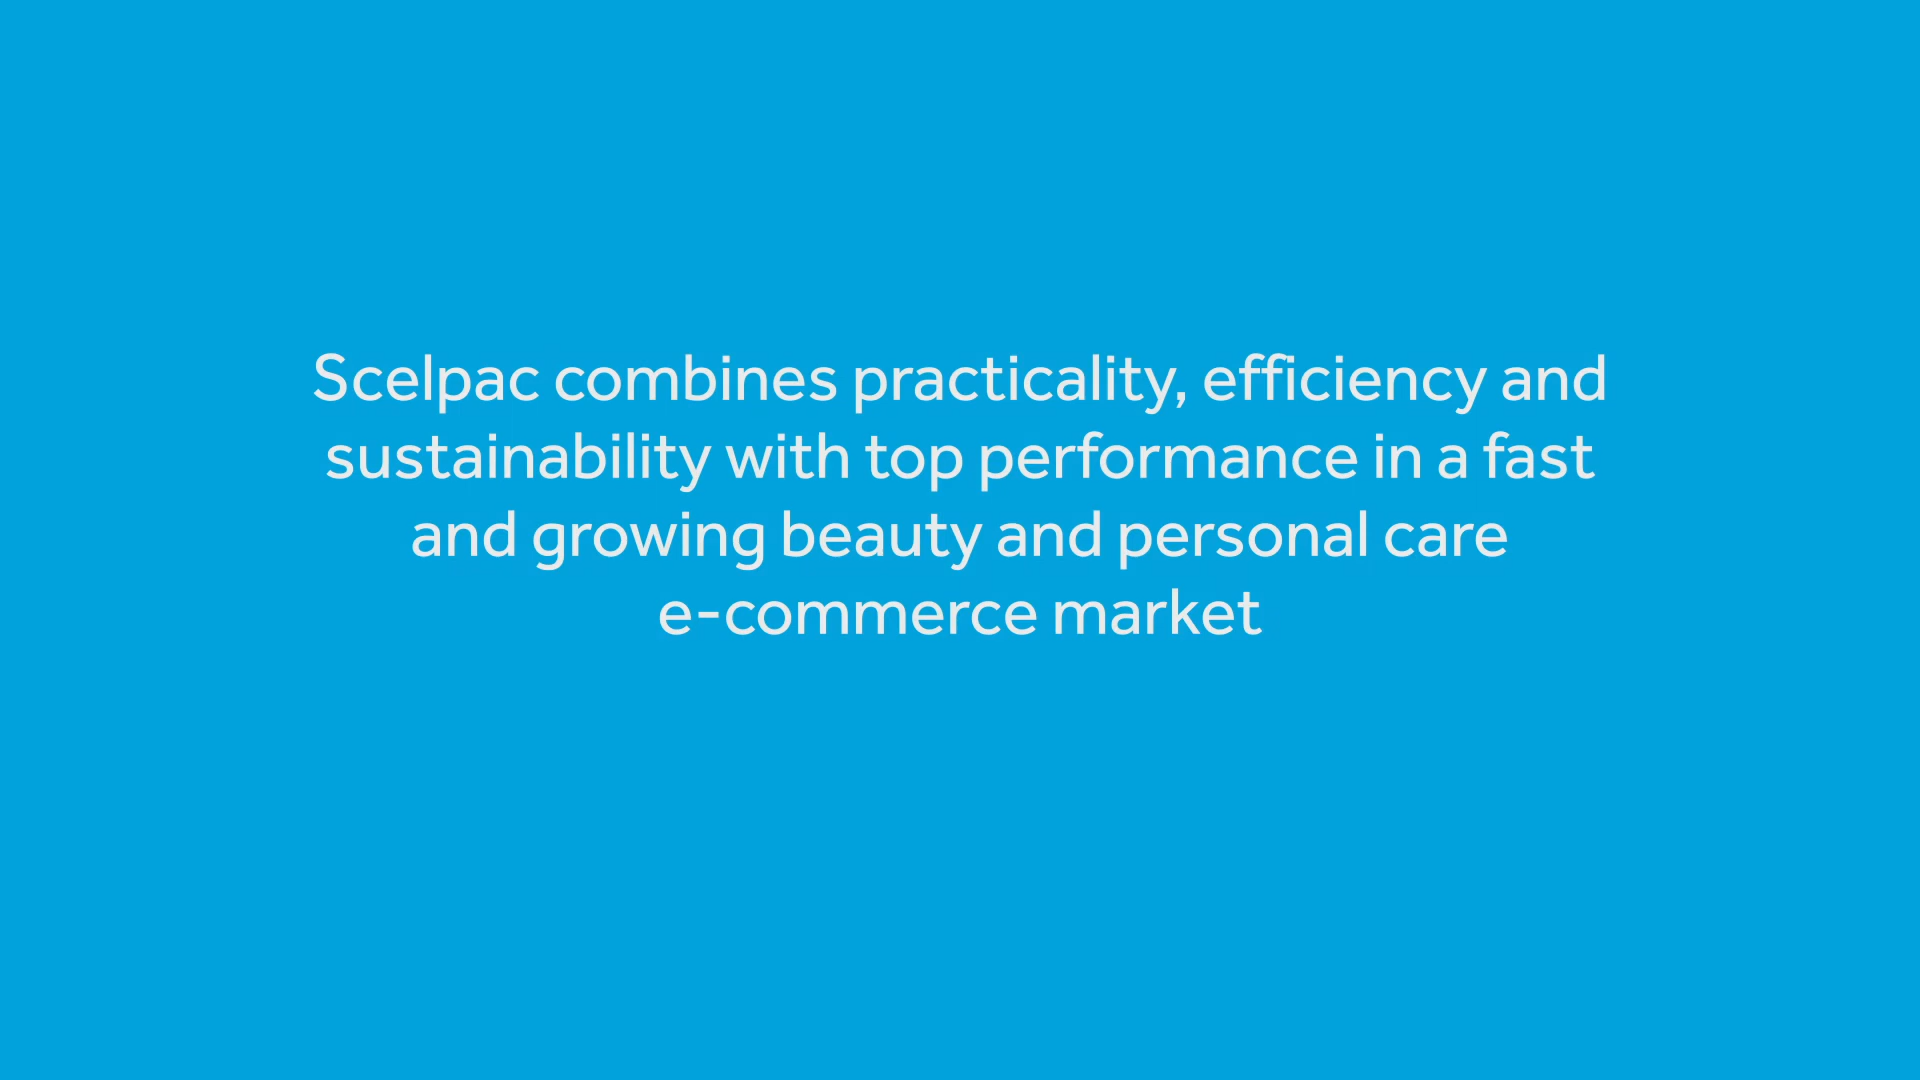 Scelpac combines practicality, efficiency and
sustainability with top performance in a fast
and growing beauty and personal care
e-commerce market